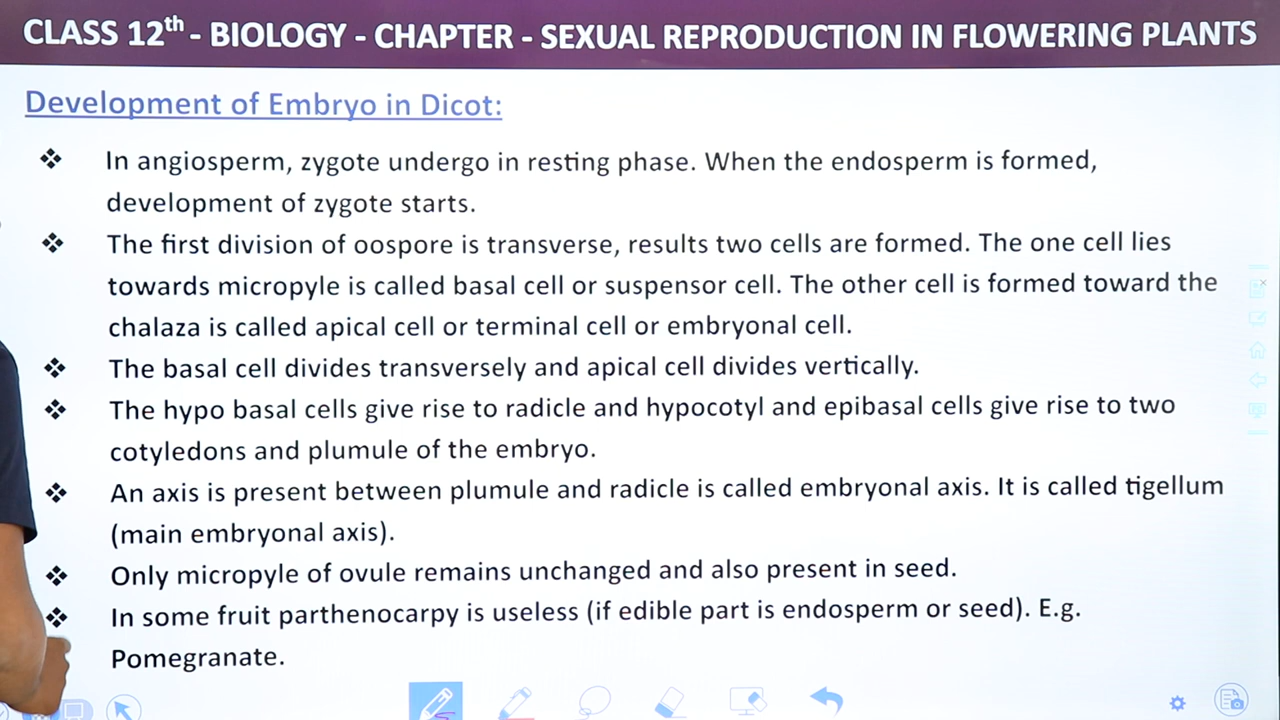 CLASS 12th - BIOLOGY - CHAPTER - SEXUAL REPRODUCTION IN FLOWERING PLANTS
Development of Embryo in Dicot:
❖ In angiosperm, zygote undergo in resting phase. When the endosperm is formed,
development of zygote starts.
❖ The first division of oospore is transverse, results two cells are formed. The one cell lies
towards micropyle is called basal cell or suspensor cell. The other cell is formed toward the
chalaza is called apical cell or terminal cell or embryonal cell.
❖ The basal cell divides transversely and apical cell divides vertically.
❖ The hypo basal cells give rise to radicle and hypocotyl and epibasal cells give rise to two
cotyledons and plumule of the embryo.
❖ An axis is present between plumule and radicle is called embryonal axis. It is called tigellum
(main embryonal axis).
❖ Only micropyle of ovule remains unchanged and also present in seed.
❖ In some fruit parthenocarpy is useless (if edible part is endosperm or seed). E.g.
Pomegranate.